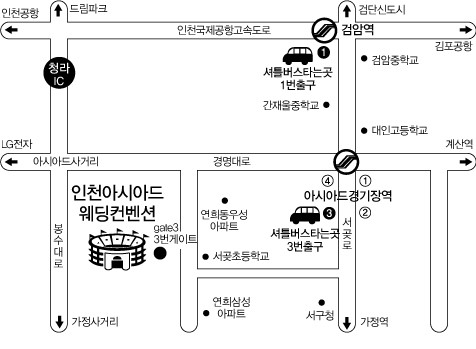 인천공항
드림파크
검단신도시
인천국제공항고속도로
검암역
김포공항
청라
IC
1
셔틀버스타는곳
1번출구
검암중학교
간재울중학교
대인고등학교
LG전자
계산역
아시아드사거리
경명대로
④
①
인천아시아드
웨딩컨벤션
아시아드경기장역
연희동우성
아파트
3
②
gate3
3번게이트
셔틀버스타는곳
3번출구
봉수대로
서곶로
서곶초등학교
연희삼성
아파트
서구청
가정사거리
가정역